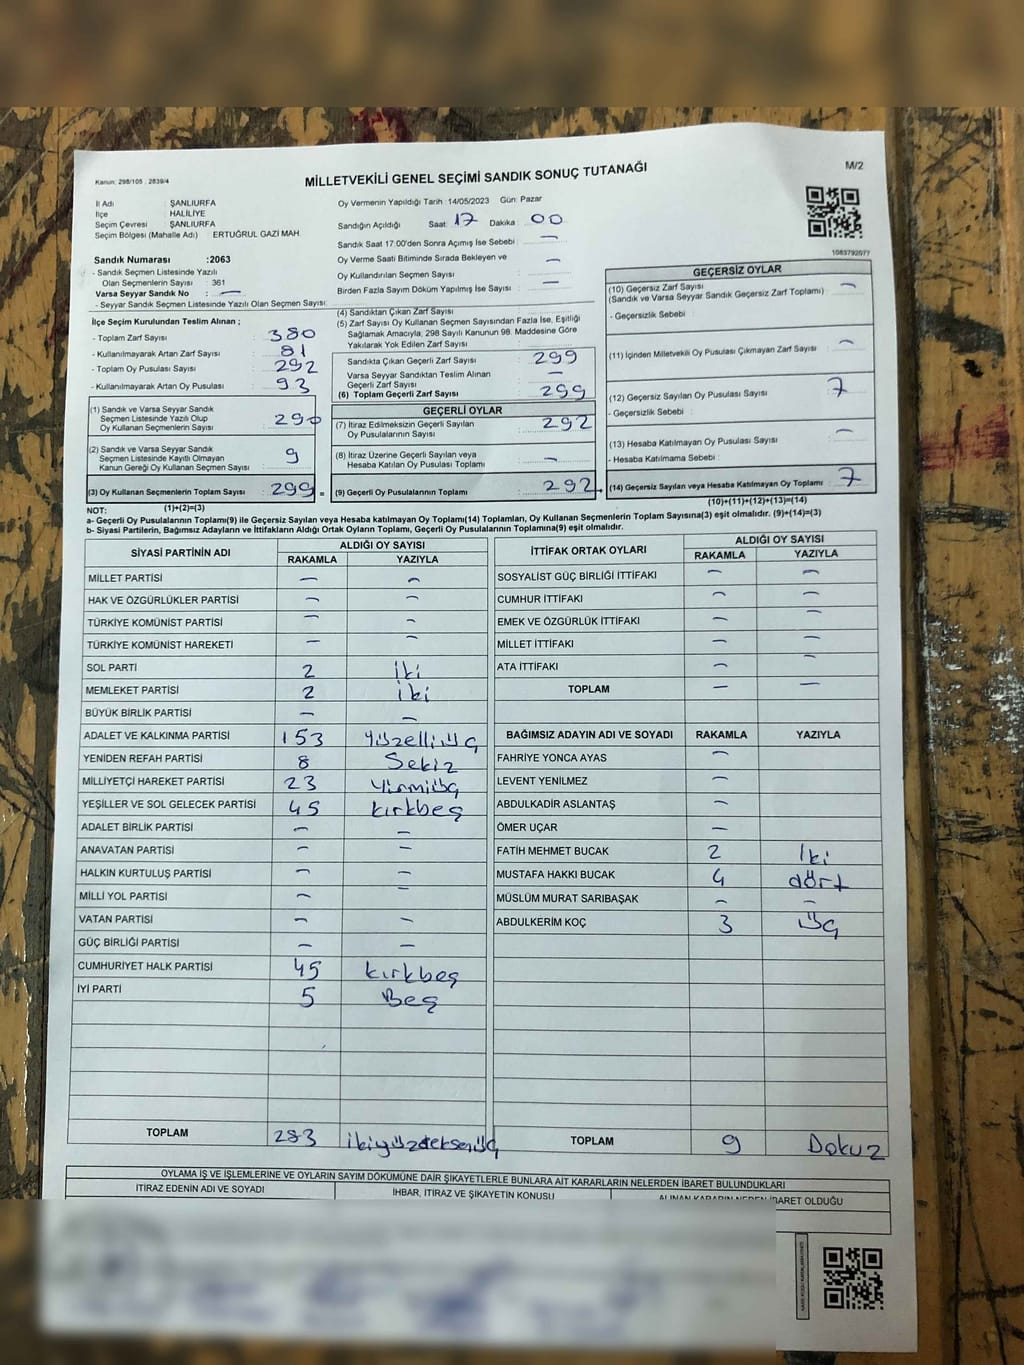 Kanun: 298/105 , 2839/4
MİLLETVEKİLİ GENEL SEÇİMİ SANDIK SONUÇ TUTANAĞI
M/2
İl Adı : ŞANLIURFA
İlçe : HALİLİYE
Seçim Çevresi : ŞANLIURFA
Seçim Bölgesi (Mahalle Adı) : ERTUĞRUL GAZİ MAH.
Oy Vermenin Yapıldığı Tarih :14/05/2023 Gün: Pazar
Sandığın Açıldığı Saat: 17 Dakika : 00
Sandık Saat 17:00'den Sonra Açılmış İse Sebebi : —
Oy Verme Saati Bitiminde Sırada Bekleyen ve
Oy Kullandırılan Seçmen Sayısı : —
Birden Fazla Sayım Döküm Yapılmış İse Sayısı : —
1083792077
Sandık Numarası :2063
- Sandık Seçmen Listesinde Yazılı
Olan Seçmenlerin Sayısı : 361
Varsa Seyyar Sandık No : —
- Seyyar Sandık Seçmen Listesinde Yazılı Olan Seçmen Sayısı:
İlçe Seçim Kurulundan Teslim Alınan ;
- Toplam Zarf Sayısı : 380
- Kullanılmayarak Artan Zarf Sayısı : 81
- Toplam Oy Pusulası Sayısı : 292
- Kullanılmayarak Artan Oy Pusulası : 93
(1) Sandık ve Varsa Seyyar Sandık
Seçmen Listesinde Yazılı Olup
Oy Kullanan Seçmenlerin Sayısı : 290
(2) Sandık ve Varsa Seyyar Sandık
Seçmen Listesinde Kayıtlı Olmayan
Kanun Gereği Oy Kullanan Seçmen Sayısı : 9
(3) Oy Kullanan Seçmenlerin Toplam Sayısı : 299 =
(1)+(2)=(3)
(4) Sandıktan Çıkan Zarf Sayısı :
(5) Zarf Sayısı Oy Kullanan Seçmen Sayısından Fazla İse, Eşitliği
Sağlamak Amacıyla, 298 Sayılı Kanunun 98. Maddesine Göre
Yakılarak Yok Edilen Zarf Sayısı :
Sandıkta Çıkan Geçerli Zarf Sayısı : 299
Varsa Seyyar Sandıktan Teslim Alınan
Geçerli Zarf Sayısı : —
(6) Toplam Geçerli Zarf Sayısı : 299
GEÇERLİ OYLAR
(7) İtiraz Edilmeksizin Geçerli Sayılan
Oy Pusulalarının Sayısı : 292
(8) İtiraz Üzerine Geçerli Sayılan veya
Hesaba Katılan Oy Pusulası Toplamı : —
(9) Geçerli Oy Pusulalarının Toplamı : 292
GEÇERSİZ OYLAR
(10) Geçersiz Zarf Sayısı : —
(Sandık ve Varsa Seyyar Sandık Geçersiz Zarf Toplamı)
- Geçersizlik Sebebi :
(11) İçinden Milletvekili Oy Pusulası Çıkmayan Zarf Sayısı : —
(12) Geçersiz Sayılan Oy Pusulası Sayısı : 7
- Geçersizlik Sebebi :
(13) Hesaba Katılmayan Oy Pusulası Sayısı : —
- Hesaba Katılmama Sebebi :
(14) Geçersiz Sayılan veya Hesaba Katılmayan Oy Toplamı : 7
(10)+(11)+(12)+(13)=(14)
NOT:
a- Geçerli Oy Pusulasının Toplamı(9) ile Geçersiz Sayılan veya Hesaba katılmayan Oy Toplamı(14) Toplamları, Oy Kullanan Seçmenlerin Toplam Sayısına(3) eşit olmalıdır. (9)+(14)=(3)
b- Siyasi Partilerin, Bağımsız Adayların ve İttifakların Aldığı Ortak Oyların Toplamı, Geçerli Oy Pusulalarının Toplamına(9) eşit olmalıdır.
SİYASİ PARTİNİN ADI ALDIĞI OY SAYISI
RAKAMLA YAZIYLA
MİLLET PARTİSİ — —
HAK VE ÖZGÜRLÜKLER PARTİSİ — —
TÜRKİYE KOMÜNİST PARTİSİ — —
TÜRKİYE KOMÜNİST HAREKETİ — —
SOL PARTİ 2 İki
MEMLEKET PARTİSİ 2 iki
BÜYÜK BİRLİK PARTİSİ — —
ADALET VE KALKINMA PARTİSİ 153 Yüzelliüç
YENİDEN REFAH PARTİSİ 8 Sekiz
MİLLİYETÇİ HAREKET PARTİSİ 23 Yirmiüç
YEŞİLLER VE SOL GELECEK PARTİSİ 45 kırkbeş
ADALET BİRLİK PARTİSİ — —
ANAVATAN PARTİSİ — —
HALKIN KURTULUŞ PARTİSİ — —
MİLLİ YOL PARTİSİ — —
VATAN PARTİSİ — —
GÜÇ BİRLİĞİ PARTİSİ — —
CUMHURİYET HALK PARTİSİ 45 kırkbeş
İYİ PARTİ 5 Beş
TOPLAM 283 ikiyüzseksenüç
İTTİFAK ORTAK OYLARI ALDIĞI OY SAYISI
RAKAMLA YAZIYLA
SOSYALİST GÜÇ BİRLİĞİ İTTİFAKI — —
CUMHUR İTTİFAKI — —
EMEK VE ÖZGÜRLÜK İTTİFAKI — —
MİLLET İTTİFAKI — —
ATA İTTİFAKI — —
TOPLAM — —
BAĞIMSIZ ADAYIN ADI VE SOYADI RAKAMLA YAZIYLA
FAHRİYE YONCA AYAS —
LEVENT YENİLMEZ —
ABDULKADİR ASLANTAŞ —
ÖMER UÇAR —
FATİH MEHMET BUCAK 2 İki
MUSTAFA HAKKI BUCAK 4 dört
MÜSLÜM MURAT SARIBAŞAK — —
ABDULKERİM KOÇ 3 Üç
TOPLAM 9 Dokuz
OYLAMA İŞ VE İŞLEMLERİNE VE OYLARIN SAYIM DÖKÜMÜNE DAİR ŞİKAYETLERLE BUNLARA AİT KARARLARIN NELERDEN İBARET BULUNDUKLARI
İTİRAZ EDENİN ADI VE SOYADI İHBAR, İTİRAZ VE ŞİKAYETİN KONUSU ALINAN KARARIN NEDEN İBARET OLDUĞU